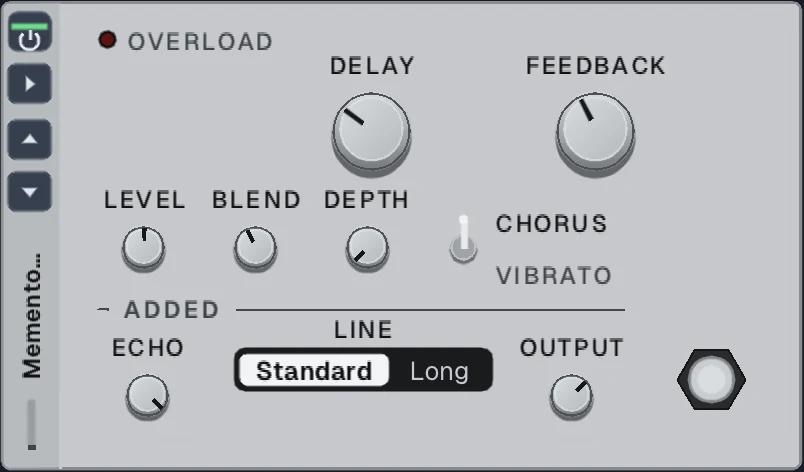 OVERLOAD
DELAY
FEEDBACK
LEVEL
BLEND
DEPTH
CHORUS
VIBRATO
ADDED
ECHO
LINE
Standard
Long
OUTPUT
Memento...